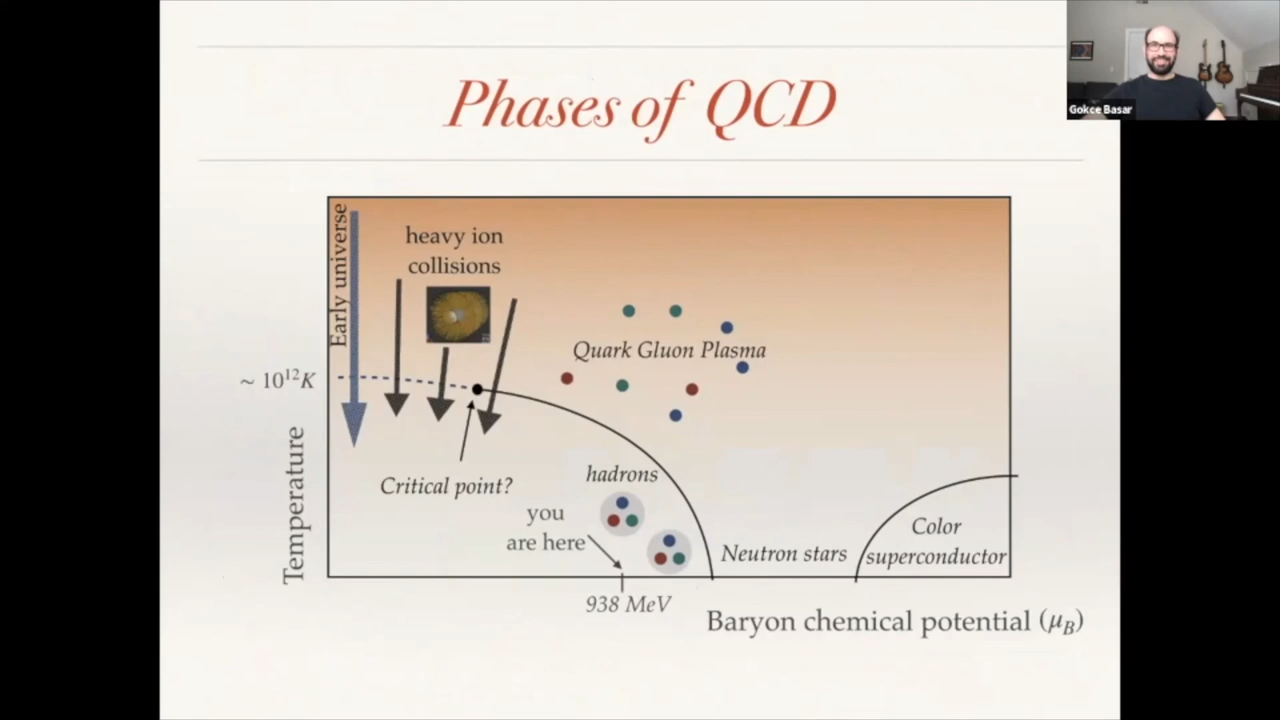 Phases of QCD
Gokce Basar
Early universe
heavy ion
collisions
Quark Gluon Plasma
~ 10¹²K
Temperature
Critical point?
hadrons
you
are here
Neutron stars
Color
superconductor
938 MeV
Baryon chemical potential (μ_B)